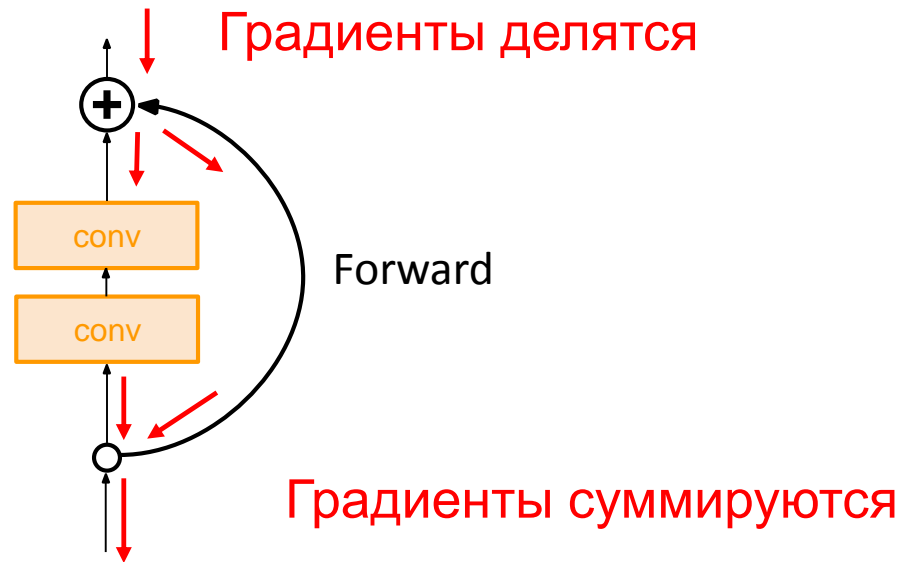 Градиенты делятся
+
conv
Forward
conv
Градиенты суммируются